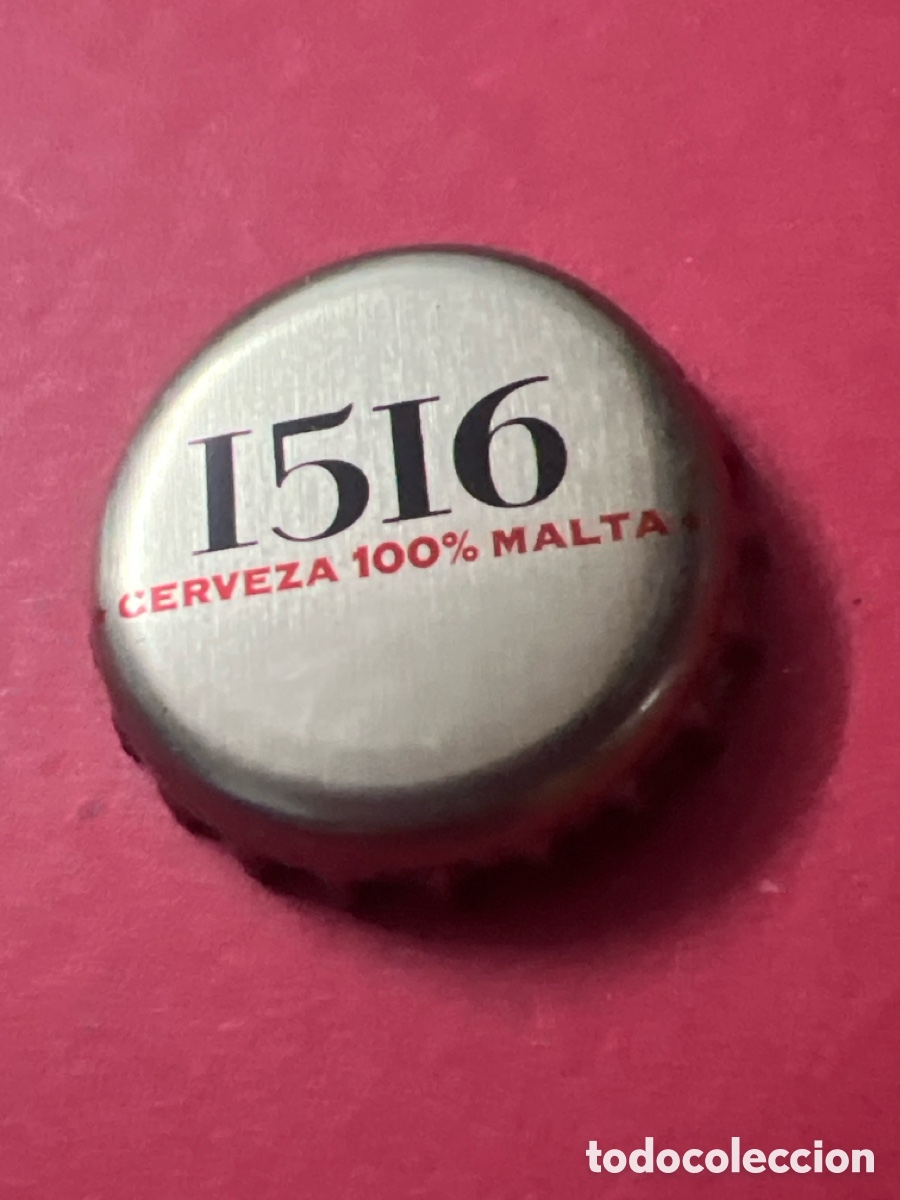 1516
CERVEZA 100% MALTA
todocoleccion